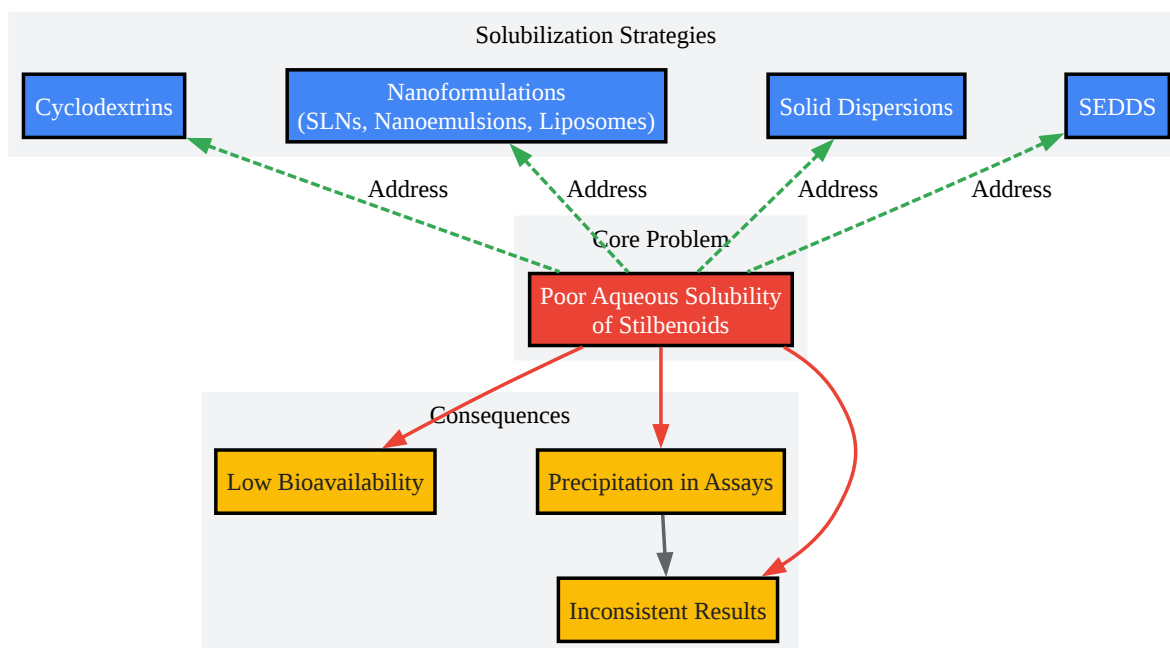 Solubilization Strategies
Cyclodextrins
Nanoformulations
(SLNs, Nanoemulsions, Liposomes)
Solid Dispersions
SEDDS
Address
Address
Address
Address
Core Problem
Poor Aqueous Solubility
of Stilbenoids
Consequences
Low Bioavailability
Precipitation in Assays
Inconsistent Results